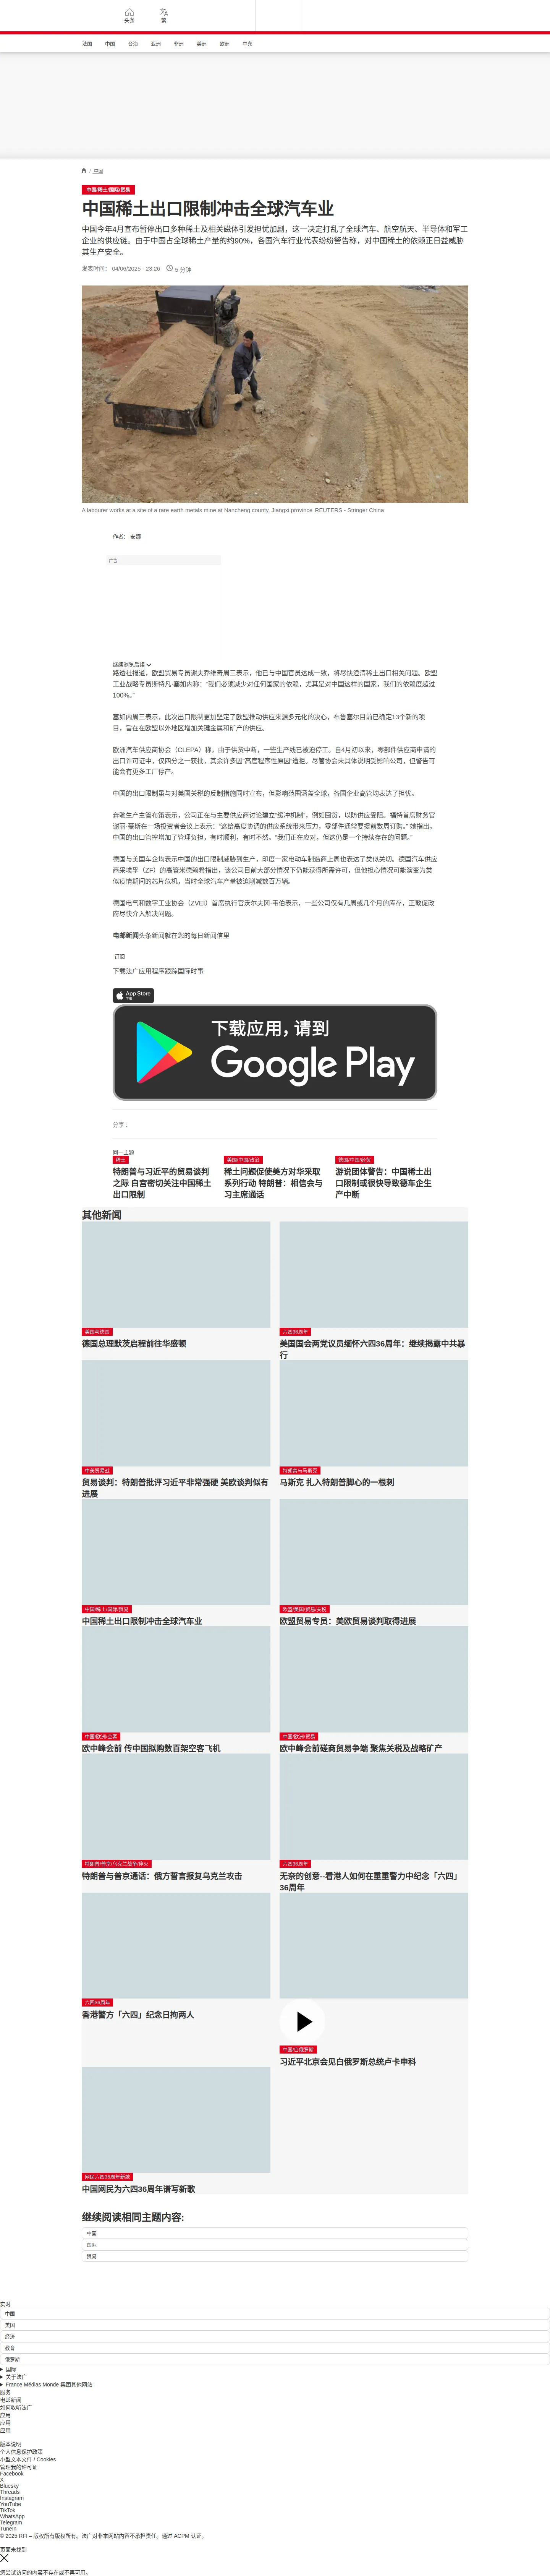 头条
繁
法国
中国
台海
亚洲
非洲
美洲
欧洲
中东
/ 中国
中国/稀土/国际/贸易
中国稀土出口限制冲击全球汽车业
中国今年4月宣布暂停出口多种稀土及相关磁体引发担忧加剧，这一决定打乱了全球汽车、航空航天、半导体和军工
企业的供应链。由于中国占全球稀土产量的约90%，各国汽车行业代表纷纷警告称，对中国稀土的依赖正日益威胁
其生产安全。
发表时间： 04/06/2025 - 23:26
5 分钟
A labourer works at a site of a rare earth metals mine at Nancheng county, Jiangxi province REUTERS - Stringer China
作者： 安娜
广告
继续浏览后续
路透社报道，欧盟贸易专员谢夫乔维奇周三表示，他已与中国官员达成一致，将尽快澄清稀土出口相关问题。欧盟
工业战略专员斯特凡·塞如内称：“我们必须减少对任何国家的依赖，尤其是对中国这样的国家，我们的依赖度超过
100%。”
塞如内周三表示，此次出口限制更加坚定了欧盟推动供应来源多元化的决心，布鲁塞尔目前已确定13个新的项
目，旨在在欧盟以外地区增加关键金属和矿产的供应。
欧洲汽车供应商协会（CLEPA）称，由于供货中断，一些生产线已被迫停工。自4月初以来，零部件供应商申请的
出口许可证中，仅四分之一获批，其余许多因“高度程序性原因”遭拒。尽管协会未具体说明受影响公司，但警告可
能会有更多工厂停产。
中国的出口限制虽与对美国关税的反制措施同时宣布，但影响范围涵盖全球，各国企业高管均表达了担忧。
奔驰生产主管布策表示，公司正在与主要供应商讨论建立“缓冲机制”，例如囤货，以防供应受阻。福特首席财务官
谢丽·豪斯在一场投资者会议上表示：“这给高度协调的供应系统带来压力，零部件通常要提前数周订购。” 她指出，
中国的出口管控增加了管理负担，有时顺利，有时不然。“我们正在应对，但这仍是一个持续存在的问题。”
德国与美国车企均表示中国的出口限制威胁到生产，印度一家电动车制造商上周也表达了类似关切。德国汽车供应
商采埃孚（ZF）的高管米德赖希指出，该公司目前大部分情况下仍能获得所需许可，但他担心情况可能演变为类
似疫情期间的芯片危机，当时全球汽车产量被迫削减数百万辆。
德国电气和数字工业协会（ZVEI）首席执行官沃尔夫冈·韦伯表示，一些公司仅有几周或几个月的库存，正敦促政
府尽快介入解决问题。
电邮新闻头条新闻就在您的每日新闻信里
订阅
下载法广应用程序跟踪国际时事
App Store
下载
下载应用，请到
Google Play
分享 :
同一主题
稀土
特朗普与习近平的贸易谈判
之际 白宫密切关注中国稀土
出口限制
美国/中国/政治
稀土问题促使美方对华采取
系列行动 特朗普：相信会与
习主席通话
德国/中国/经贸
游说团体警告：中国稀土出
口限制或很快导致德车企生
产中断
其他新闻
美国与德国
德国总理默茨启程前往华盛顿
六四36周年
美国国会两党议员缅怀六四36周年：继续揭露中共暴
行
中美贸易战
贸易谈判：特朗普批评习近平非常强硬 美欧谈判似有
进展
特朗普与马斯克
马斯克 扎入特朗普脚心的一根刺
中国/稀土/国际/贸易
中国稀土出口限制冲击全球汽车业
欧盟/美国/贸易/关税
欧盟贸易专员：美欧贸易谈判取得进展
中国/欧洲/空客
欧中峰会前 传中国拟购数百架空客飞机
中国/欧洲/贸易
欧中峰会前磋商贸易争端 聚焦关税及战略矿产
特朗普/普京/乌克兰战争/停火
特朗普与普京通话：俄方誓言报复乌克兰攻击
六四36周年
无奈的创意--看港人如何在重重警力中纪念「六四」
36周年
六四36周年
香港警方「六四」纪念日拘两人
中国/白俄罗斯
习近平北京会见白俄罗斯总统卢卡申科
网民六四36周年新歌
中国网民为六四36周年谱写新歌
继续阅读相同主题内容:
中国
国际
贸易
实时
中国
美国
经济
教育
俄罗斯
国际
关于法广
France Médias Monde 集团其他网站
服务
电邮新闻
如何收听法广
应用
应用
应用
版本说明
个人信息保护政策
小型文本文件 / Cookies
管理我的许可证
Facebook
X
Bluesky
Threads
Instagram
YouTube
TikTok
WhatsApp
Telegram
TuneIn
© 2025 RFI – 版权所有版权所有。法广对非本网站内容不承担责任。通过 ACPM 认证。
页面未找到
您尝试访问的内容不存在或不再可用。